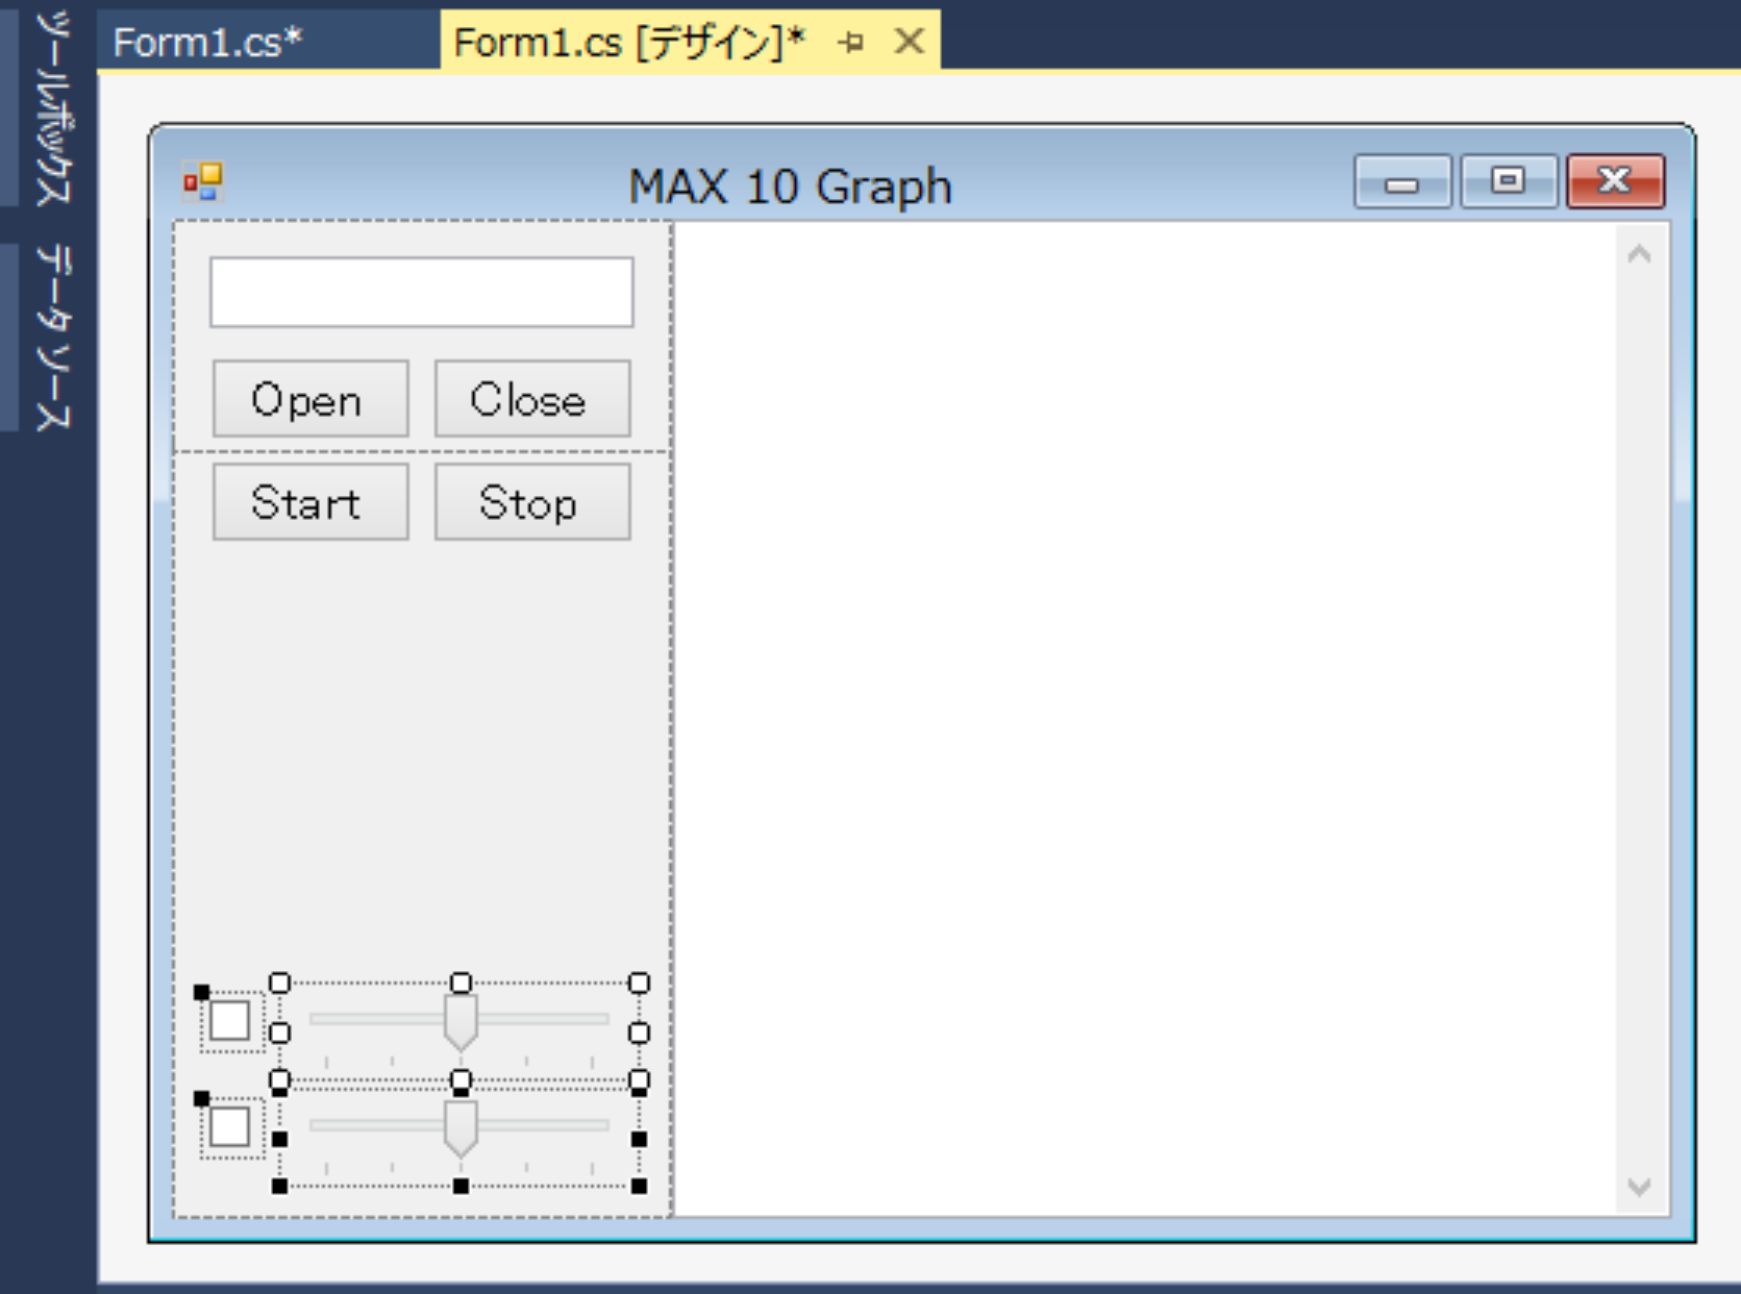 Form1.cs*
Form1.cs [デザイン]*
ツールボックス
データ ソース
MAX 10 Graph
Open
Close
Start
Stop